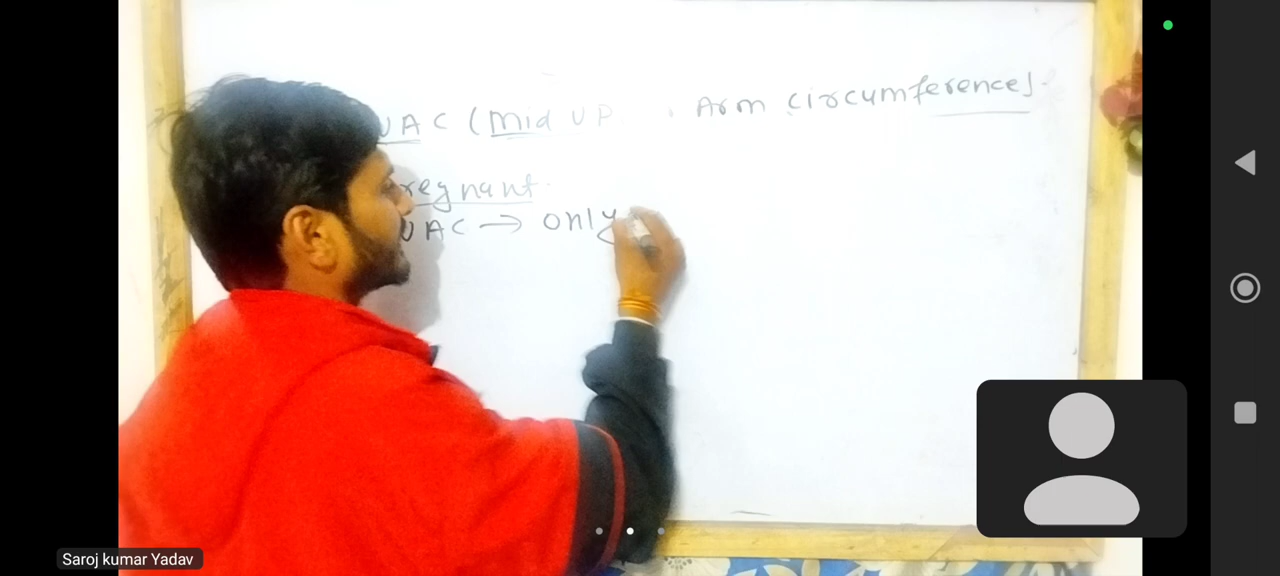 UAC (Mid UP Arm circumference)
regnant
UAC → only
Saroj kumar Yadav